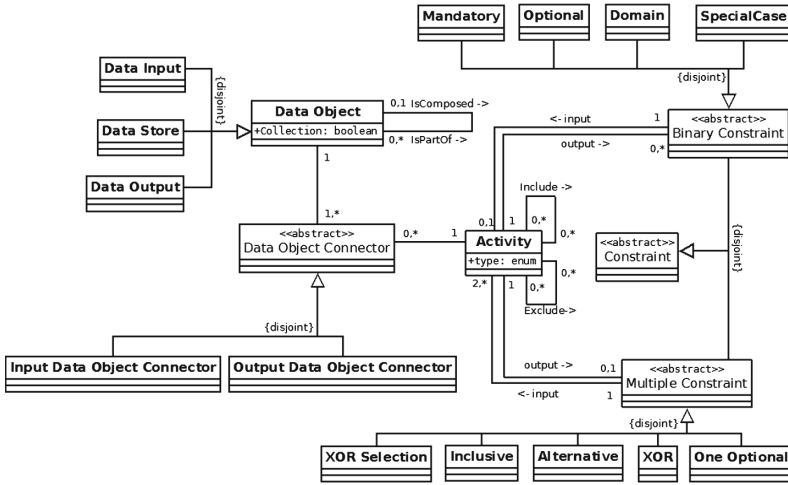 Mandatory
Optional
Domain
SpecialCase
{disjoint}
Data Input
Data Store
Data Output
{disjoint}
Data Object
+Collection: boolean
0,1 IsComposed ->
0,* IsPartOf ->
1
1,*
<- input
output ->
1
0,*
<<abstract>>
Binary Constraint
<<abstract>>
Data Object Connector
0,*
1
0,1
1
Include ->
0,*
0,*
Activity
+type: enum
2,*
1
0,*
0,*
Exclude->
<<abstract>>
Constraint
{disjoint}
{disjoint}
Input Data Object Connector
Output Data Object Connector
output ->
0,1
<- input
1
<<abstract>>
Multiple Constraint
{disjoint}
XOR Selection
Inclusive
Alternative
XOR
One Optional